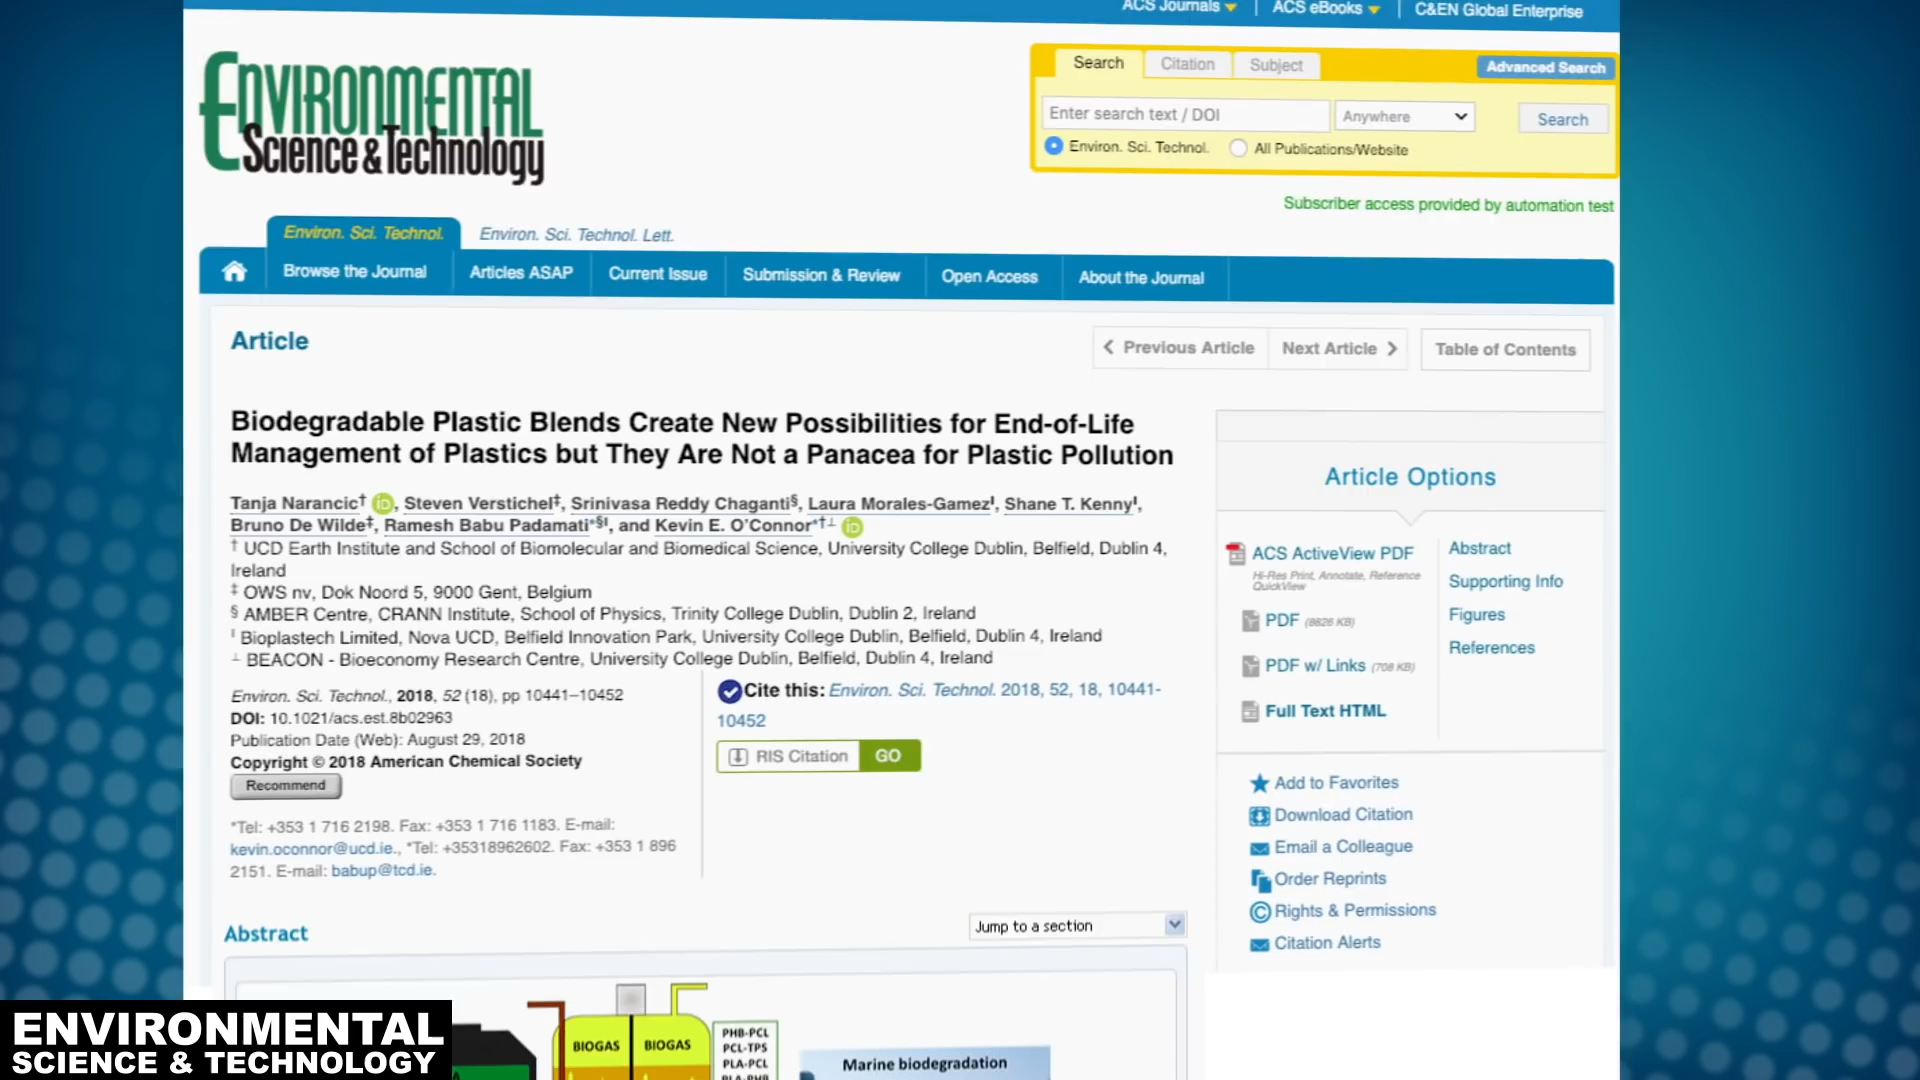 ACS Journals
ACS eBooks
C&EN Global Enterprise
ENVIRONMENTAL
Science & Technology
Search
Citation
Subject
Advanced Search
Enter search text / DOI
Anywhere
Search
Environ. Sci. Technol.
All Publications/Website
Subscriber access provided by automation test
Environ. Sci. Technol.
Environ. Sci. Technol. Lett.
Browse the Journal
Articles ASAP
Current Issue
Submission & Review
Open Access
About the Journal
Article
Previous Article
Next Article
Table of Contents
Biodegradable Plastic Blends Create New Possibilities for End-of-Life
Management of Plastics but They Are Not a Panacea for Plastic Pollution
Tanja Narancic† iD, Steven Verstichel‡, Srinivasa Reddy Chaganti§, Laura Morales-Gamez∥, Shane T. Kenny∥,
Bruno De Wilde‡, Ramesh Babu Padamati*§∥, and Kevin E. O'Connor*†⊥ iD
† UCD Earth Institute and School of Biomolecular and Biomedical Science, University College Dublin, Belfield, Dublin 4,
Ireland
‡ OWS nv, Dok Noord 5, 9000 Gent, Belgium
§ AMBER Centre, CRANN Institute, School of Physics, Trinity College Dublin, Dublin 2, Ireland
∥ Bioplastech Limited, Nova UCD, Belfield Innovation Park, University College Dublin, Belfield, Dublin 4, Ireland
⊥ BEACON - Bioeconomy Research Centre, University College Dublin, Belfield, Dublin 4, Ireland
Environ. Sci. Technol., 2018, 52 (18), pp 10441–10452
DOI: 10.1021/acs.est.8b02963
Publication Date (Web): August 29, 2018
Copyright © 2018 American Chemical Society
Recommend
*Tel: +353 1 716 2198. Fax: +353 1 716 1183. E-mail:
kevin.oconnor@ucd.ie., *Tel: +35318962602. Fax: +353 1 896
2151. E-mail: babup@tcd.ie.
Cite this: Environ. Sci. Technol. 2018, 52, 18, 10441-
10452
RIS Citation
GO
Article Options
ACS ActiveView PDF
Hi-Res Print, Annotate, Reference
QuickView
PDF (8826 KB)
PDF w/ Links (708 KB)
Full Text HTML
Abstract
Supporting Info
Figures
References
Add to Favorites
Download Citation
Email a Colleague
Order Reprints
Rights & Permissions
Citation Alerts
Abstract
Jump to a section
BIOGAS
BIOGAS
PHB-PCL
PCL-TPS
PLA-PCL
PLA-PHB
Marine biodegradation
ENVIRONMENTAL
SCIENCE & TECHNOLOGY